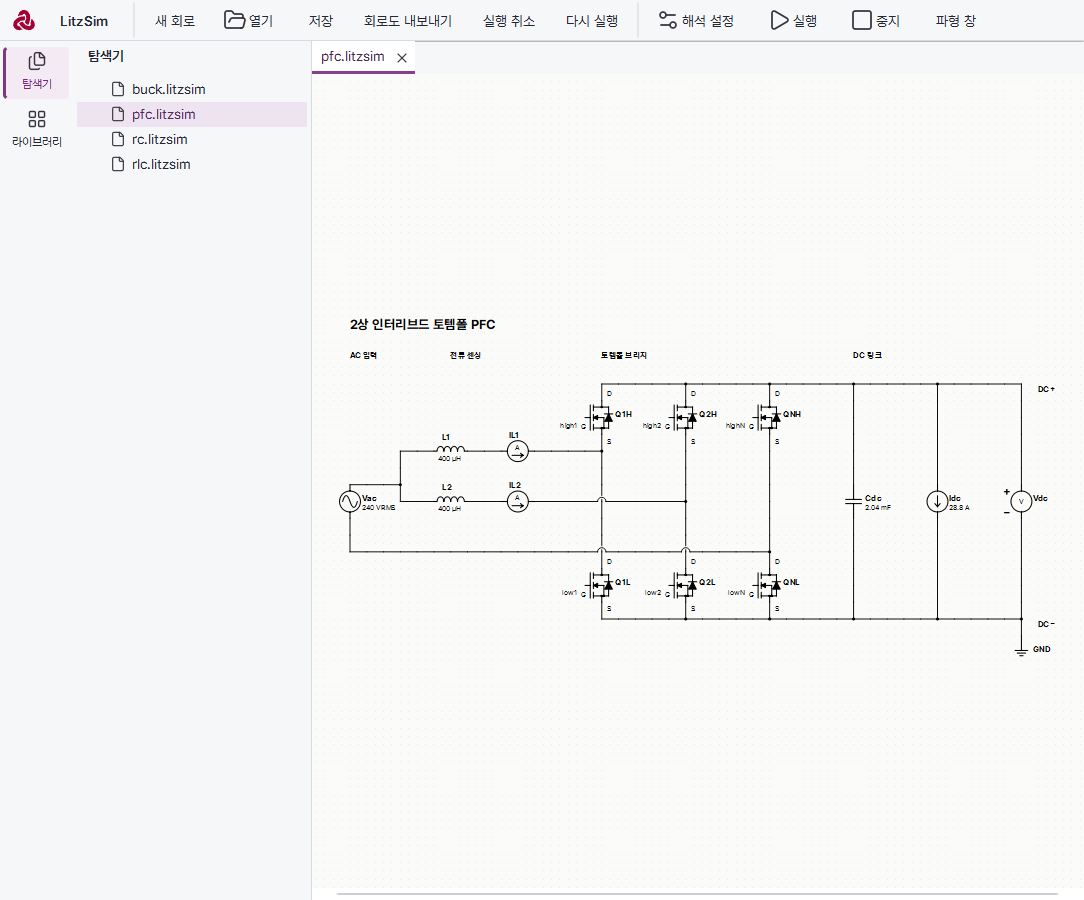 LitzSim
새 회로
열기
저장
회로도 내보내기
실행 취소
다시 실행
해석 설정
실행
중지
파형 창
탐색기
라이브러리
탐색기
buck.litzsim
pfc.litzsim
rc.litzsim
rlc.litzsim
pfc.litzsim
2상 인터리브드 토템폴 PFC
AC 입력
전류 센싱
토템폴 브리지
DC 링크
DC +
D
D
D
Q1H
Q2H
QNH
high1 G
high2 G
highN G
S
S
S
L1
400 µH
IL1
A
L2
400 µH
IL2
A
Vac
240 VRMS
Cdc
2.04 mF
Idc
28.8 A
+
V
−
Vdc
D
D
D
Q1L
Q2L
QNL
low1 G
low2 G
lowN G
S
S
S
DC −
GND